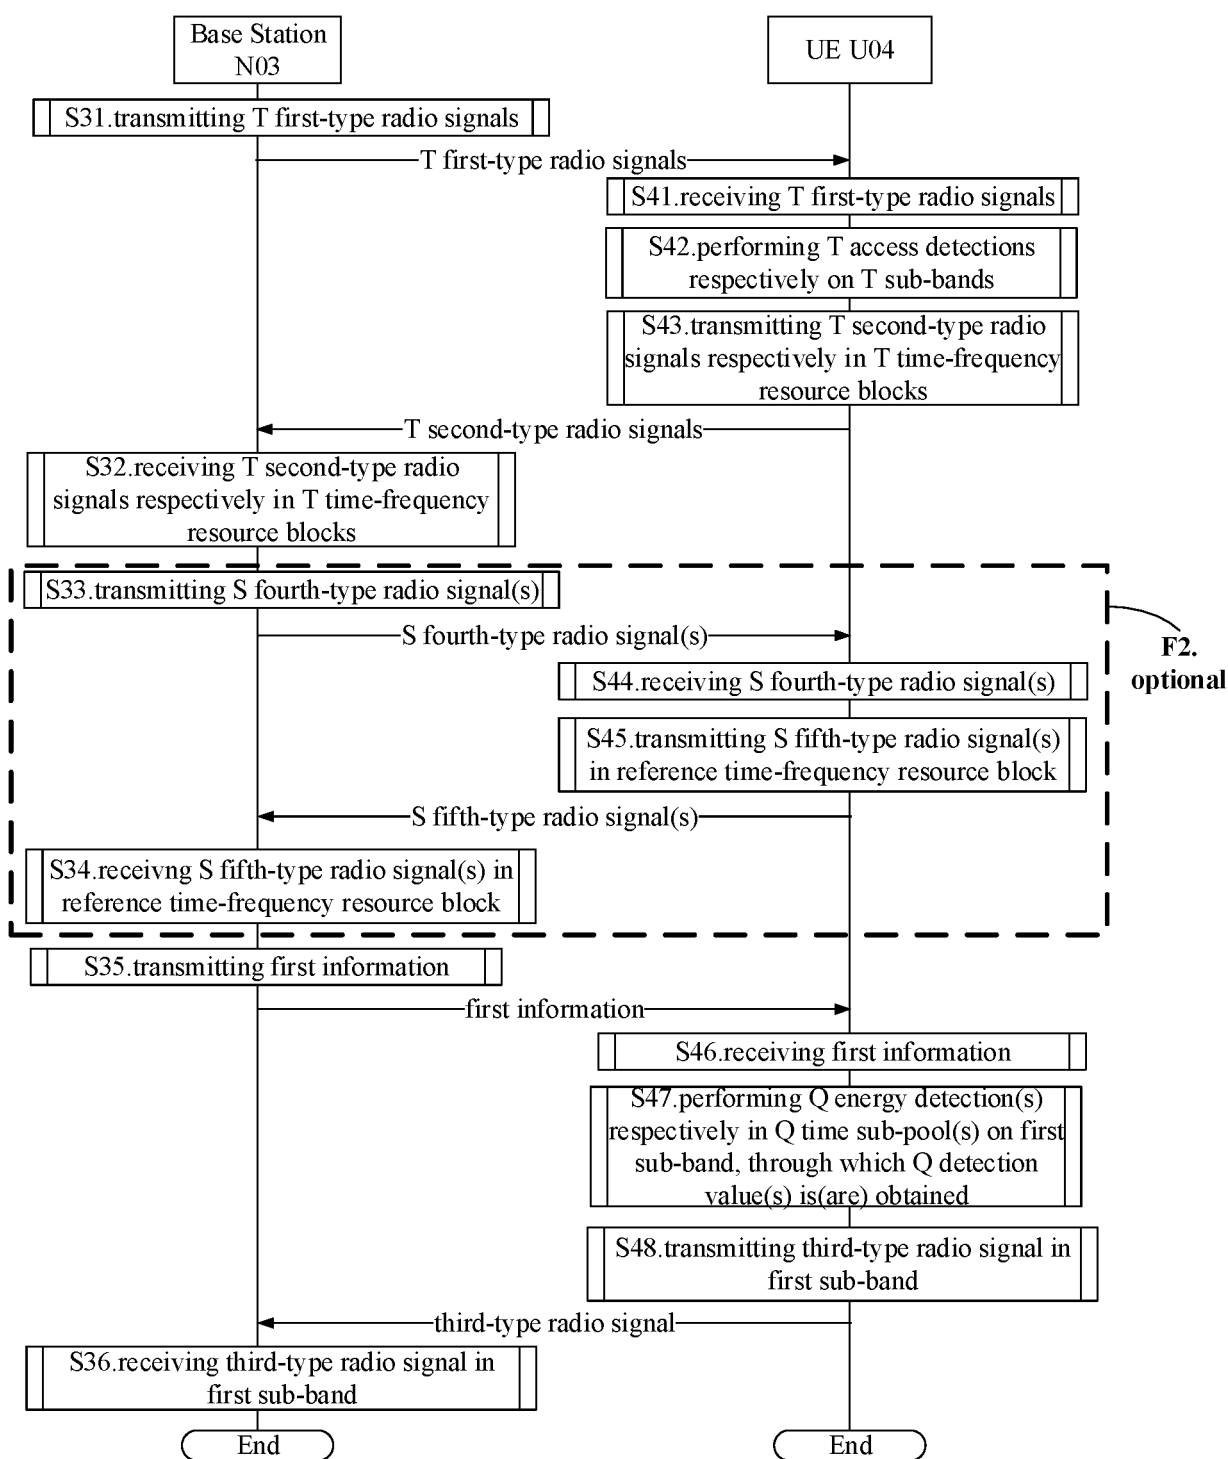 Base Station
N03
UE U04
S31.transmitting T first-type radio signals
T first-type radio signals
S41.receiving T first-type radio signals
S42.performing T access detections
respectively on T sub-bands
S43.transmitting T second-type radio
signals respectively in T time-frequency
resource blocks
T second-type radio signals
S32.receiving T second-type radio
signals respectively in T time-frequency
resource blocks
S33.transmitting S fourth-type radio signal(s)
S fourth-type radio signal(s)
F2.
optional
S44.receiving S fourth-type radio signal(s)
S45.transmitting S fifth-type radio signal(s)
in reference time-frequency resource block
S fifth-type radio signal(s)
S34.receivng S fifth-type radio signal(s) in
reference time-frequency resource block
S35.transmitting first information
first information
S46.receiving first information
S47.performing Q energy detection(s)
respectively in Q time sub-pool(s) on first
sub-band, through which Q detection
value(s) is(are) obtained
S48.transmitting third-type radio signal in
first sub-band
third-type radio signal
S36.receiving third-type radio signal in
first sub-band
End
End